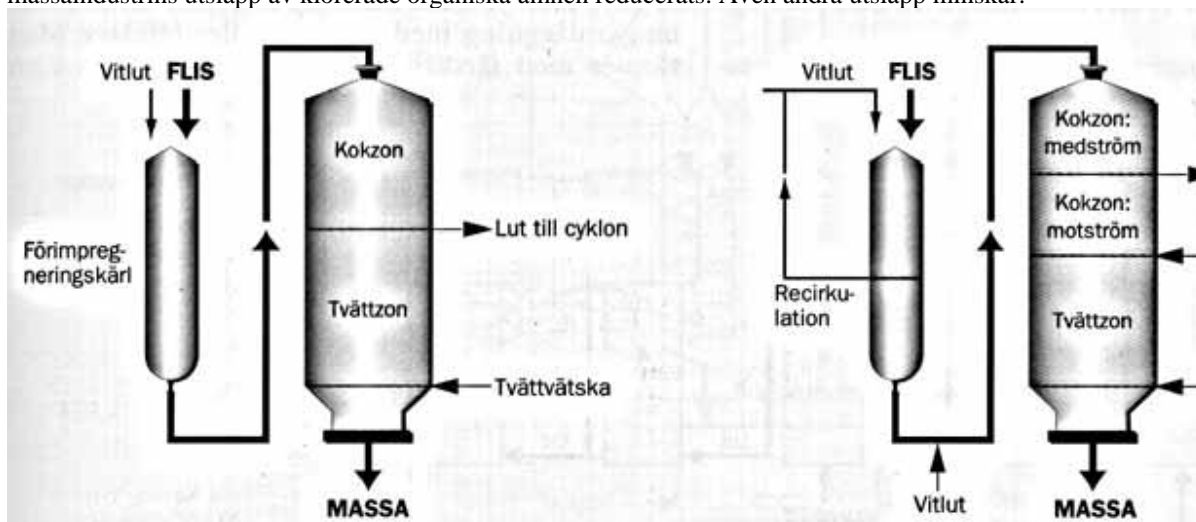 massaindustrins utsläpp av klorerade organiska ämnen reducerats. Även andra utsläpp minskar.
Vitlut FLIS
Förimpreg-
neringskärl
Kokzon
Lut till cyklon
Tvättzon
Tvättvätska
MASSA
Vitlut FLIS
Recirku-
lation
Kokzon:
medström
Kokzon:
motström
Tvättzon
Vitlut
MASSA